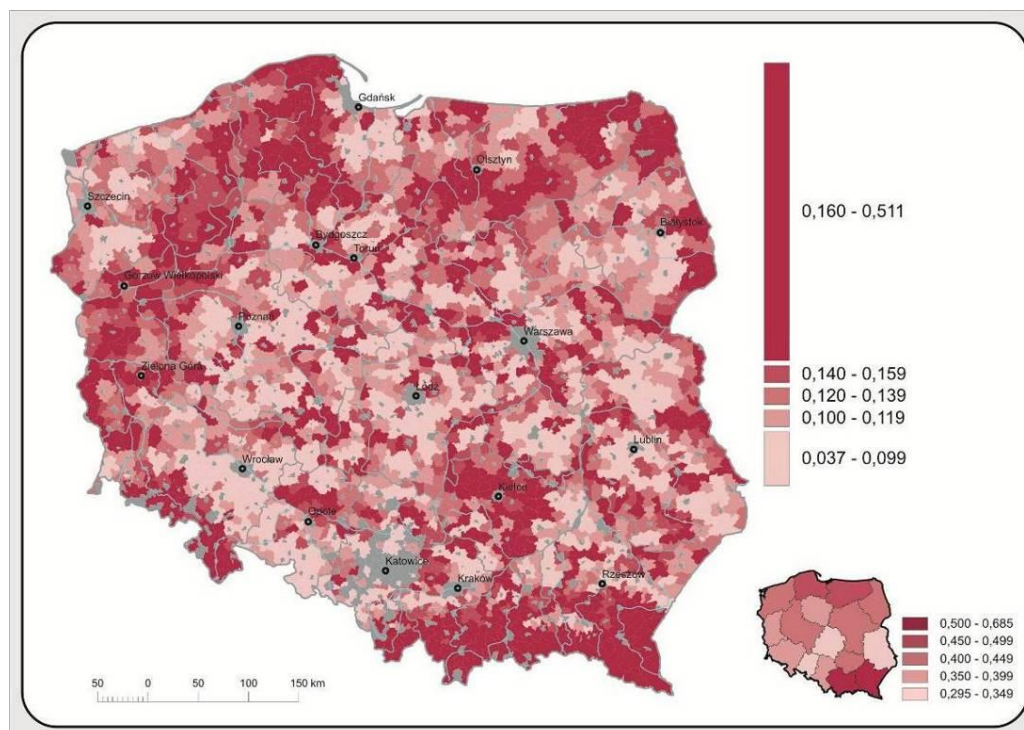 Gdańsk
Olsztyn
Szczecin
Białystok
Bydgoszcz
Toruń
Gorzów Wielkopolski
Poznań
Warszawa
Zielona Góra
Łódź
Lublin
Wrocław
Kielce
Opole
Katowice
Kraków
Rzeszów
0,160 - 0,511
0,140 - 0,159
0,120 - 0,139
0,100 - 0,119
0,037 - 0,099
50 0 50 100 150 km
0,500 - 0,685
0,450 - 0,499
0,400 - 0,449
0,350 - 0,399
0,295 - 0,349